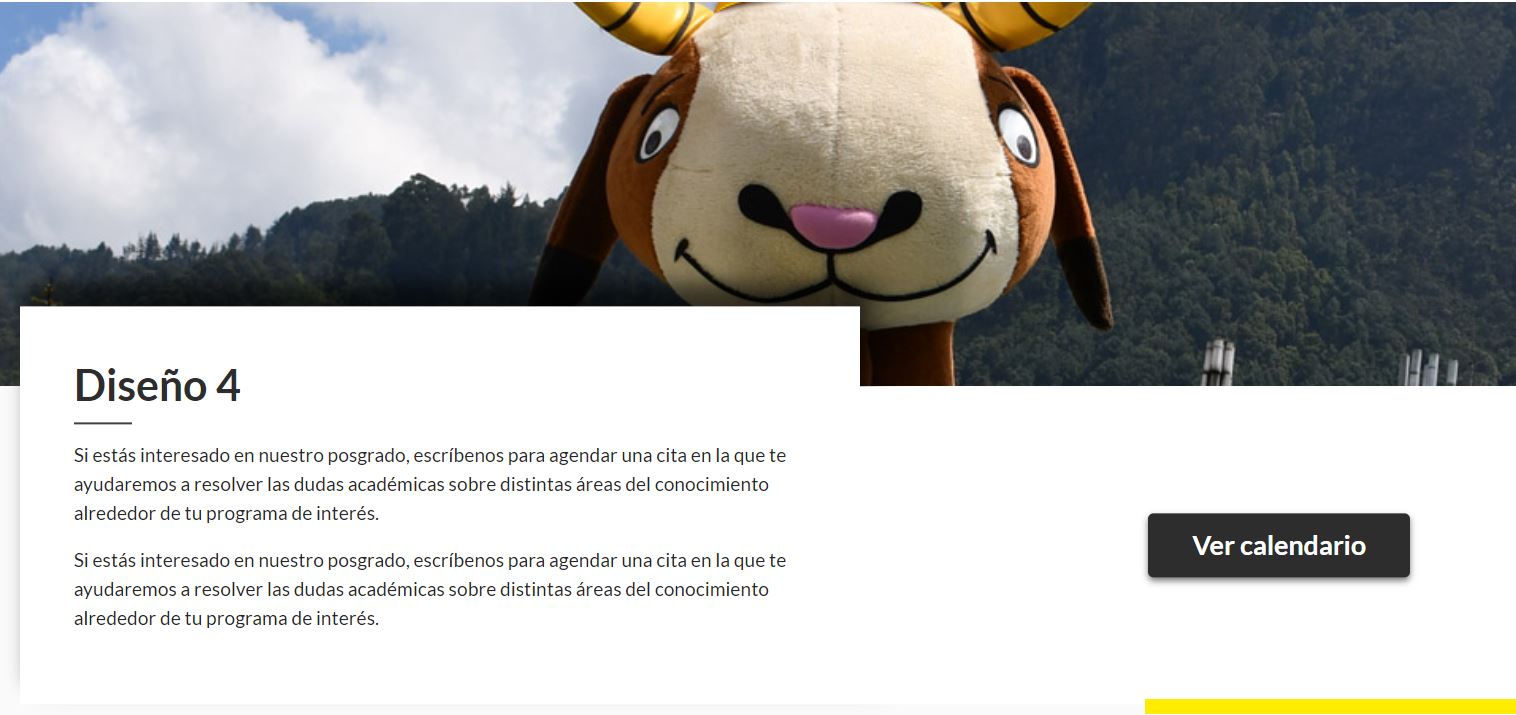 Diseño 4
Si estás interesado en nuestro posgrado, escríbenos para agendar una cita en la que te
ayudaremos a resolver las dudas académicas sobre distintas áreas del conocimiento
alrededor de tu programa de interés.
Si estás interesado en nuestro posgrado, escríbenos para agendar una cita en la que te
ayudaremos a resolver las dudas académicas sobre distintas áreas del conocimiento
alrededor de tu programa de interés.
Ver calendario